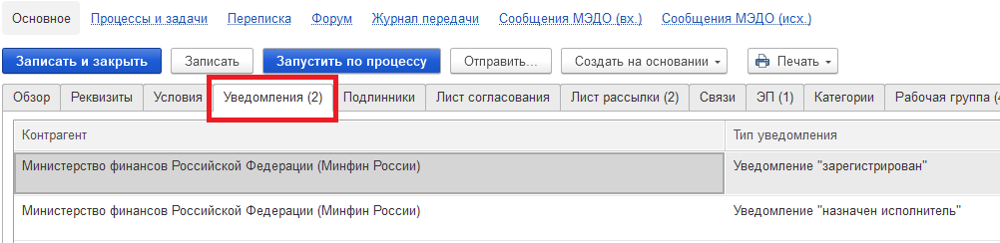 Основное Процессы и задачи Переписка Форум Журнал передачи Сообщения МЭДО (вх.) Сообщения МЭДО (исх.)
Записать и закрыть Записать Запустить по процессу Отправить... Создать на основании Печать
Обзор Реквизиты Условия Уведомления (2) Подлинники Лист согласования Лист рассылки (2) Связи ЭП (1) Категории Рабочая группа (
Контрагент Тип уведомления
Министерство финансов Российской Федерации (Минфин России) Уведомление "зарегистрирован"
Министерство финансов Российской Федерации (Минфин России) Уведомление "назначен исполнитель"